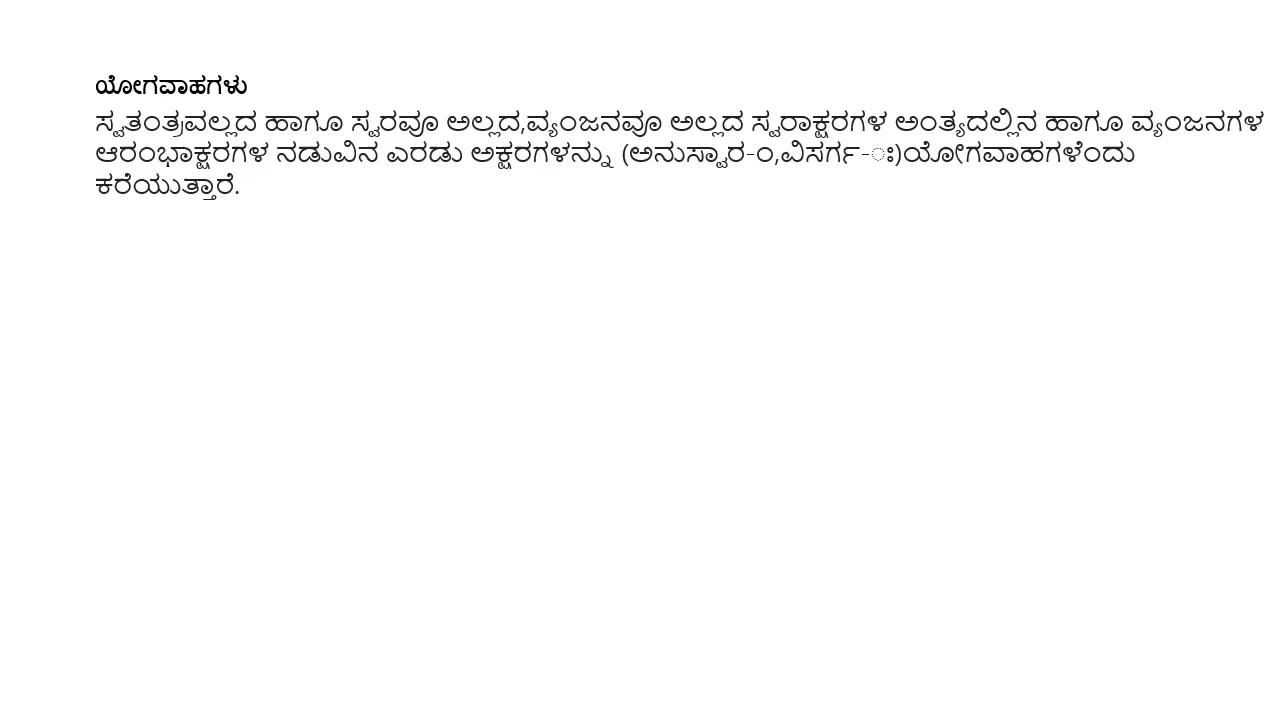 ಯೋಗವಾಹಗಳು
ಸ್ವತಂತ್ರವಲ್ಲದ ಹಾಗೂ ಸ್ವರವೂ ಅಲ್ಲದ,ವ್ಯಂಜನವೂ ಅಲ್ಲದ ಸ್ವರಾಕ್ಷರಗಳ ಅಂತ್ಯದಲ್ಲಿನ ಹಾಗೂ ವ್ಯಂಜನಗಳ
ಆರಂಭಾಕ್ಷರಗಳ ನಡುವಿನ ಎರಡು ಅಕ್ಷರಗಳನ್ನು (ಅನುಸ್ವಾರ-ಂ,ವಿಸರ್ಗ-ಃ)ಯೋಗವಾಹಗಳೆಂದು
ಕರೆಯುತ್ತಾರೆ.